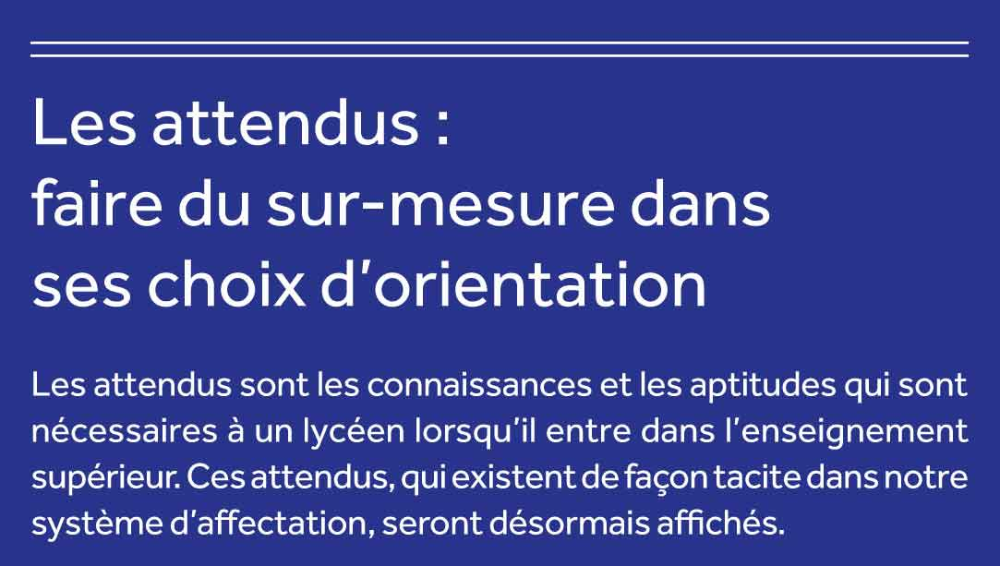 Les attendus :
faire du sur-mesure dans
ses choix d'orientation
Les attendus sont les connaissances et les aptitudes qui sont
nécessaires à un lycéen lorsqu'il entre dans l'enseignement
supérieur. Ces attendus, qui existent de façon tacite dans notre
système d'affectation, seront désormais affichés.